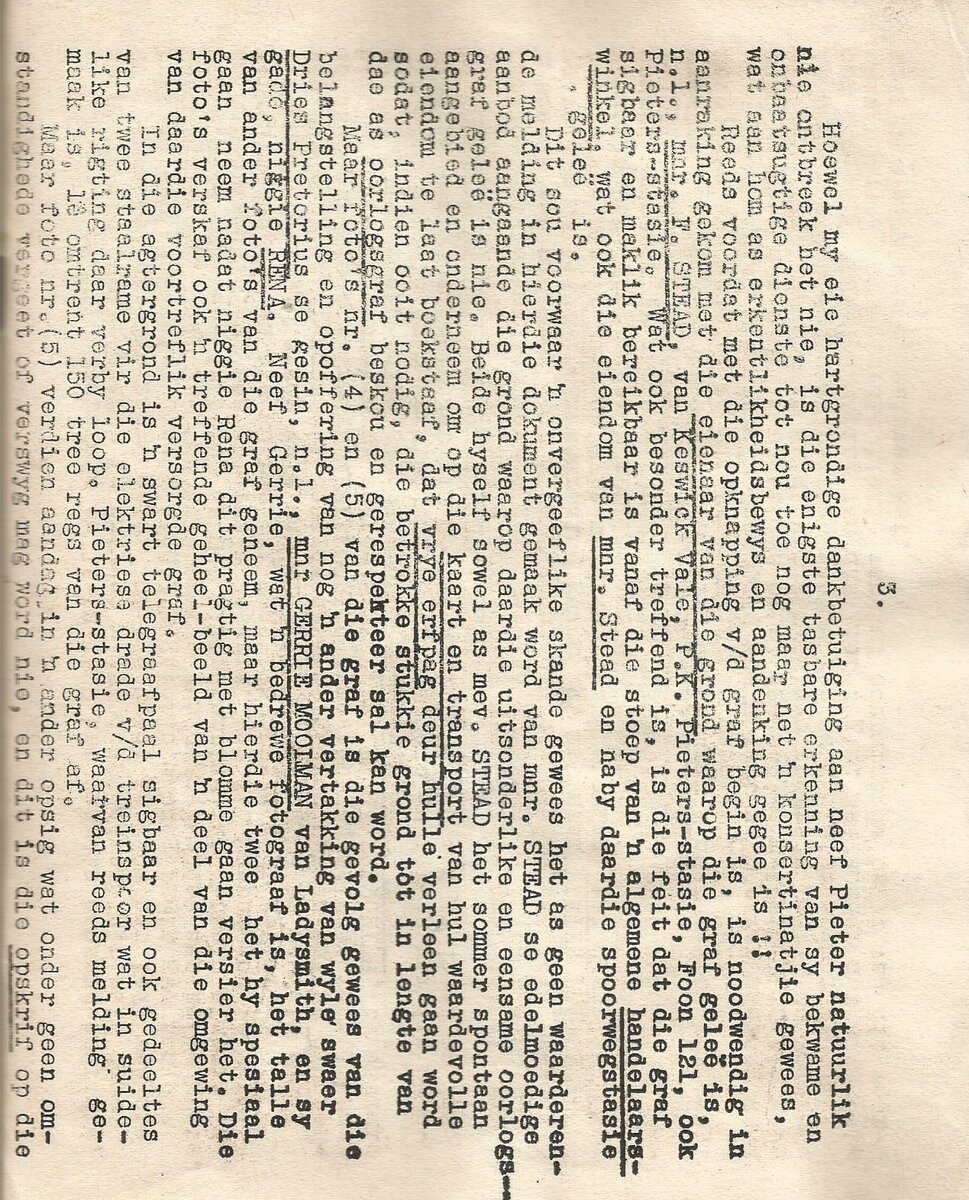 3.
Hoewel my eie hartgrondige dankbetuiging aan neef Pieter natuurlik
nie ontbreek het nie, is die enigste tasbare erkenning van sy bekwame en
onbaatsugtige dienste tot nou toe nog maar net 'n konsertinatjie gewees,
wat aan hom as erkentlikheidsbewys en aandenking gegee is !!
Reeds voordat met die opknapping v/d graf begin is, is noodwendig in
aanraking gekom met die eienaar van die grond waarop die graf geleë is,
n.l., mnr. F. STEAD, van Keswick Vale, P.K. Pieters-stasie, Foon 121, ook
Pieters-stasie. Wat ook besonder treffend is, is die feit dat die graf
sigbaar en maklik bereikbaar is vanaf die stoep van 'n algemene handelaars-
winkel, wat ook die eiendom van mnr. Stead en naby daardie spoorwegstasie
geleë is.
Dit sou voorwaar 'n onvergeeflike skande gewees het as geen waarderen-
de melding in hierdie dokument gemaak word van mnr. STEAD se edelmoedige
aanbod aangaande die grond waarop daardie uitsonderlike en eensame oorlogs-
graf geleë is nie. Beide hyself sowel as mev. STEAD het sommer spontaan
aangebied en onderneem om op die kaart en transport van hul waardevolle
eiendom te laat boekstaaf, dat vrye erfpag deur hulle verleen gaan word
sodat, indien ooit nodig, die betrokke stukkie grond tòt in lengte van
dae as oorlogsgraf beskou en gerespekteer sal kan word.
Maar foto's nr. (4) en (5) van die graf is die gevolg gewees van die
belangstelling en opoffering van nog 'n ander vertakking van wyle swaer
Dries Pretorius se gesin, n.l., mnr GERRIE MOOLMAN van Ladysmith, en sy
gade, niggie RENA. Neef Gerrie, wat 'n bedrewe fotograaf is, het talle
van ander foto's van die graf geneem, maar hierdie twee het hy spesiaal
gaan neem nadat niggie Rena dit pragtig met blomme gaan versier het. Die
foto's verskaf ook 'n treffende geheel-beeld van 'n deel van die omgewing
van daardie voortreflik versorgde graf.
In die agtergrond is 'n swart telegraafpaal sigbaar en ook gedeeltes
van twee staalrame vir die elektriese drade v/d treinspoor wat in suide-
like rigting daar verby loop. Pieters-stasie, waarvan reeds melding ge-
maak is, lê omtrent 150 tree regs van die graf af.
Maar foto nr.(5) verdien aandag in 'n ander opsig wat onder geen om-
standighede vergeet of verswyg mag word nie, en dit is die opskrif op die